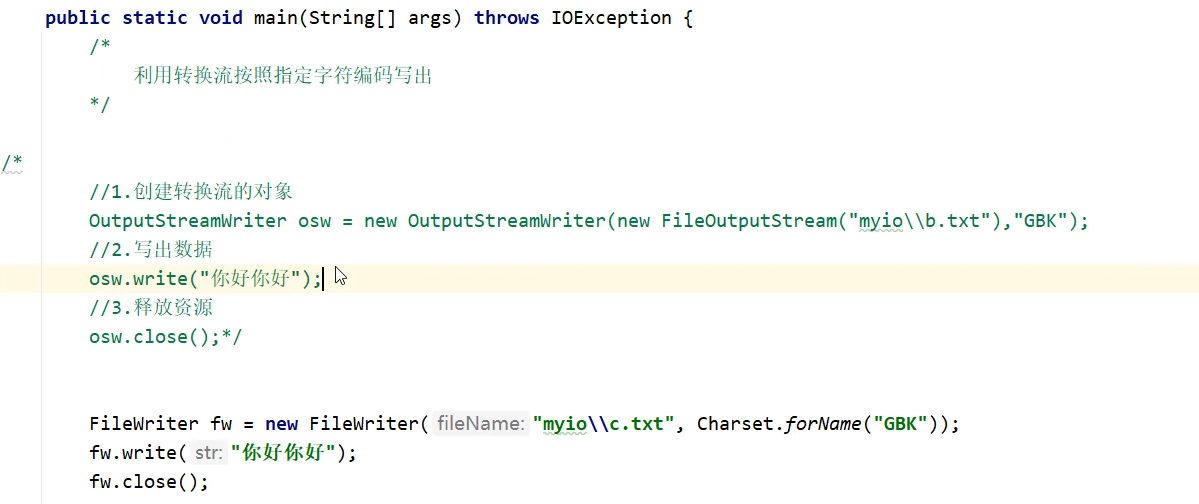 public static void main(String[] args) throws IOException {
/*
利用转换流按照指定字符编码写出
*/
/*
//1.创建转换流的对象
OutputStreamWriter osw = new OutputStreamWriter(new FileOutputStream("myio\\b.txt"),"GBK");
//2.写出数据
osw.write("你好你好");
//3.释放资源
osw.close();*/
FileWriter fw = new FileWriter( fileName: "myio\\c.txt", Charset.forName("GBK"));
fw.write( str: "你好你好");
fw.close();